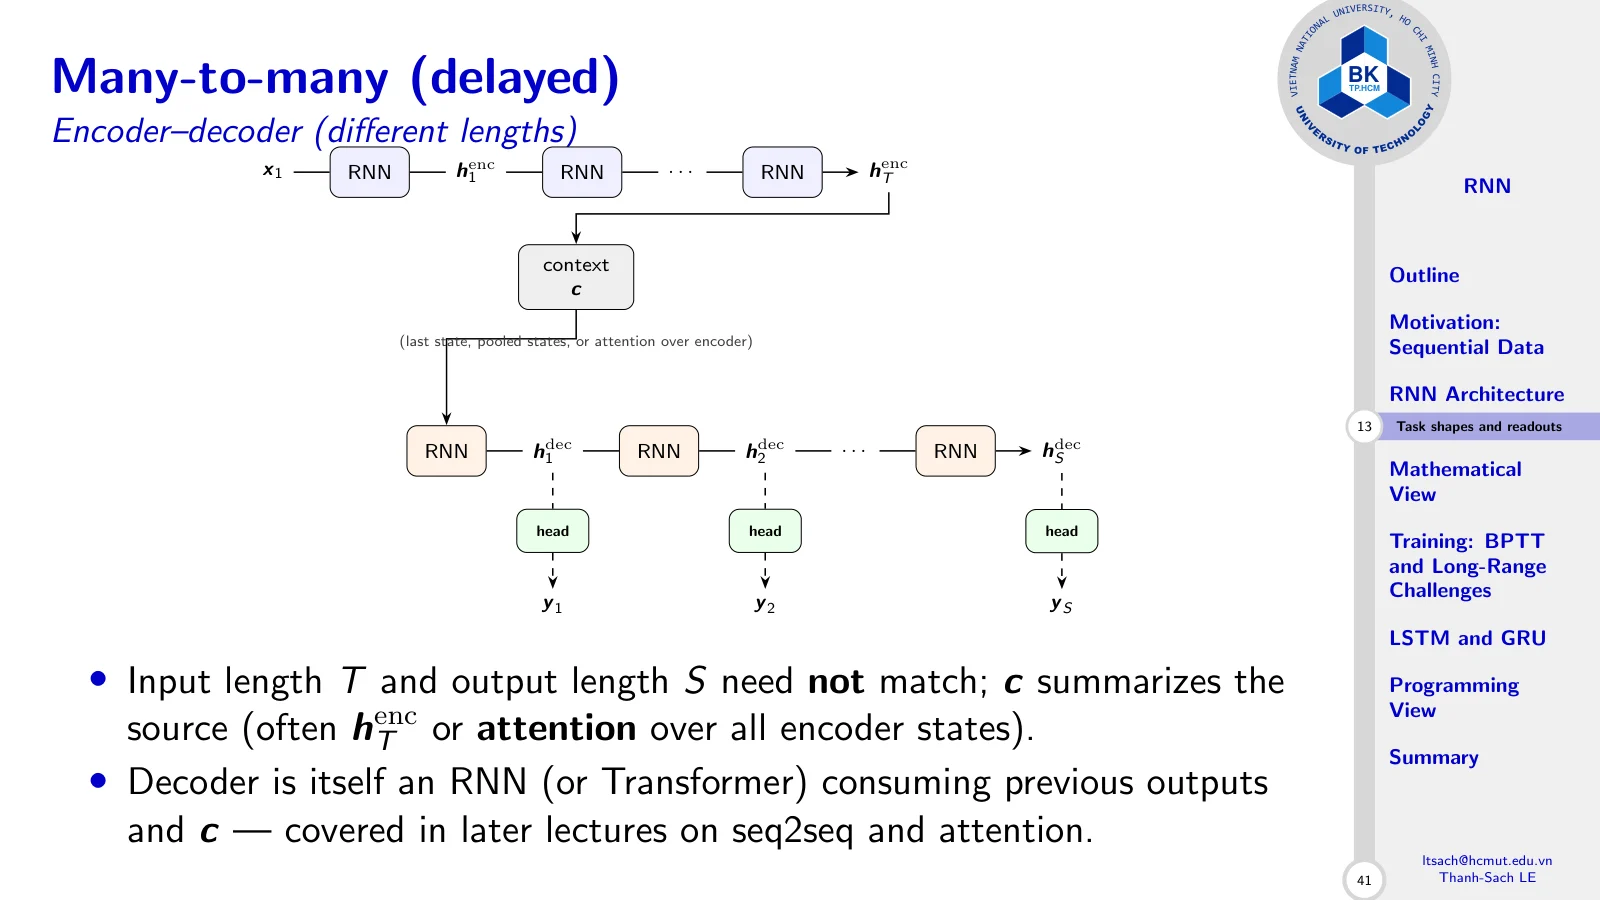 Many-to-many (delayed)
Encoder–decoder (different lengths)
x₁ RNN h₁ᵉⁿᶜ RNN · · · RNN h_Tᵉⁿᶜ
context
c
(last state, pooled states, or attention over encoder)
RNN h₁ᵈᵉᶜ RNN h₂ᵈᵉᶜ · · · RNN h_Sᵈᵉᶜ
head head head
y₁ y₂ y_S
• Input length T and output length S need not match; c summarizes the
source (often h_Tᵉⁿᶜ or attention over all encoder states).
• Decoder is itself an RNN (or Transformer) consuming previous outputs
and c — covered in later lectures on seq2seq and attention.
VIETNAM NATIONAL UNIVERSITY, HO CHI MINH CITY
BK
TP.HCM
UNIVERSITY OF TECHNOLOGY
RNN
Outline
Motivation:
Sequential Data
RNN Architecture
13 Task shapes and readouts
Mathematical
View
Training: BPTT
and Long-Range
Challenges
LSTM and GRU
Programming
View
Summary
ltsach@hcmut.edu.vn
Thanh-Sach LE
41